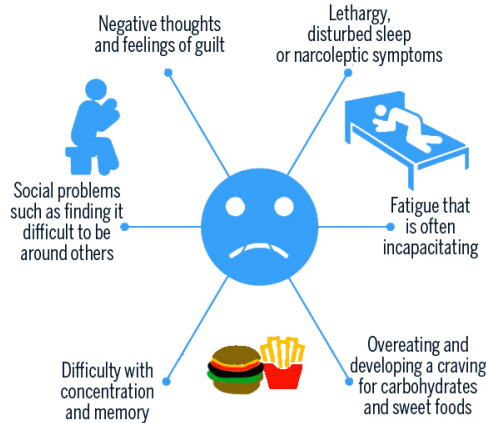 Negative thoughts
and feelings of guilt
Lethargy,
disturbed sleep
or narcoleptic symptoms
Social problems
such as finding it
difficult to be
around others
Fatigue that
is often
incapacitating
Difficulty with
concentration
and memory
Overeating and
developing a craving
for carbohydrates
and sweet foods